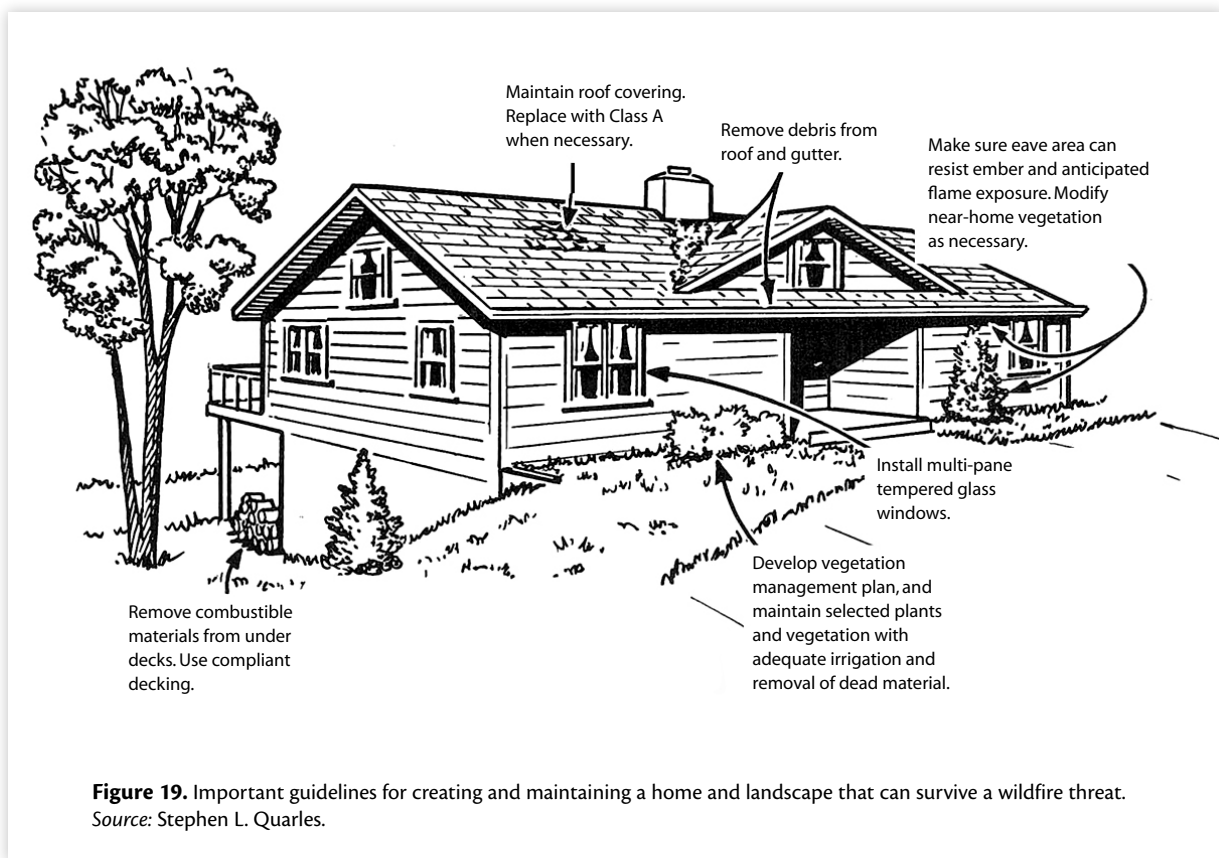 Maintain roof covering.
Replace with Class A
when necessary.
Remove debris from
roof and gutter.
Make sure eave area can
resist ember and anticipated
flame exposure. Modify
near-home vegetation
as necessary.
Install multi-pane
tempered glass
windows.
Develop vegetation
management plan, and
maintain selected plants
and vegetation with
adequate irrigation and
removal of dead material.
Remove combustible
materials from under
decks. Use compliant
decking.
Figure 19. Important guidelines for creating and maintaining a home and landscape that can survive a wildfire threat.
Source: Stephen L. Quarles.